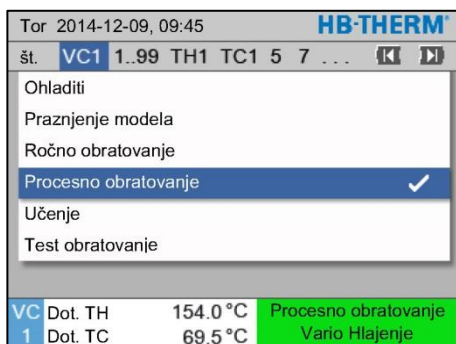 Tor 2014-12-09, 09:45 HB-THERM®
št. VC1 1..99 TH1 TC1 5 7 ...
Ohladiti
Praznjenje modela
Ročno obratovanje
Procesno obratovanje
Učenje
Test obratovanje
VC Dot. TH 154.0 °C Procesno obratovanje
1 Dot. TC 69.5 °C Vario Hlajenje